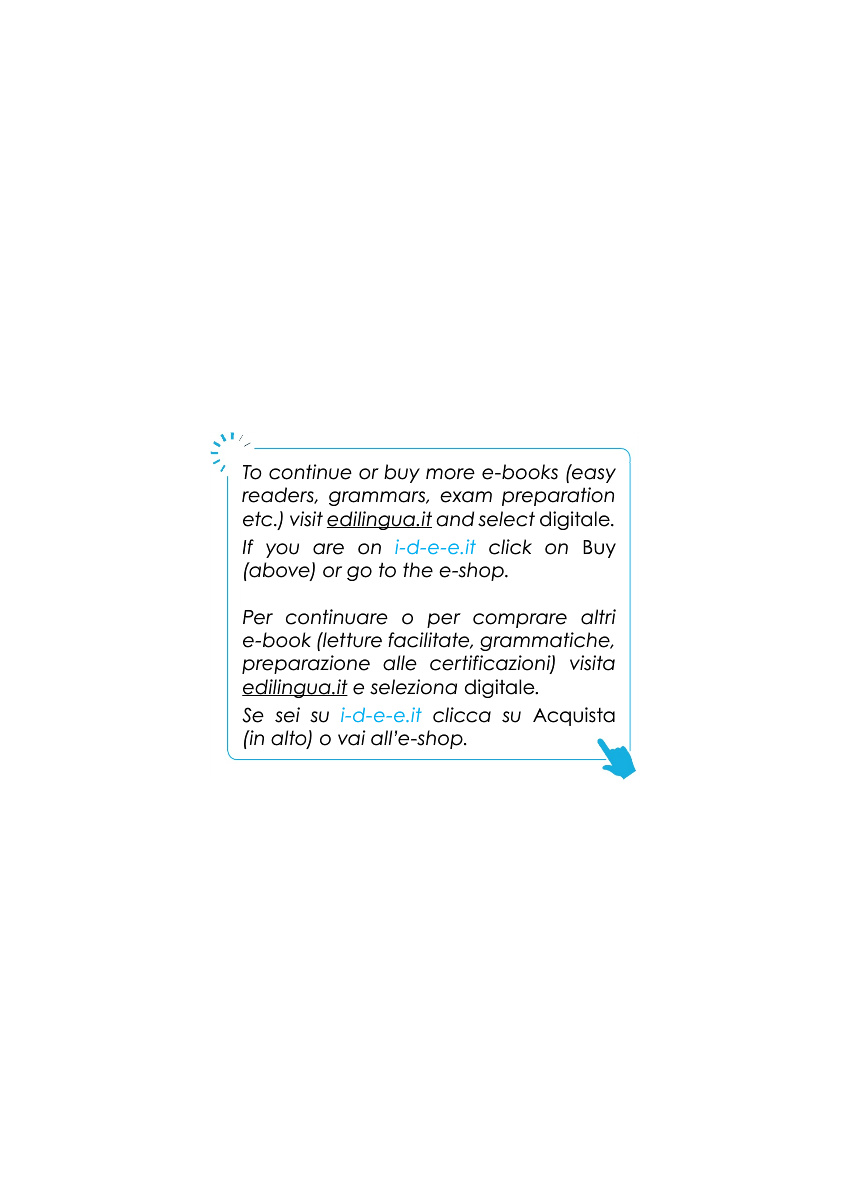 To continue or buy more e-books (easy
readers, grammars, exam preparation
etc.) visit edilingua.it and select digitale.
If you are on i-d-e-e.it click on Buy
(above) or go to the e-shop.
Per continuare o per comprare altri
e-book (letture facilitate, grammatiche,
preparazione alle certificazioni) visita
edilingua.it e seleziona digitale.
Se sei su i-d-e-e.it clicca su Acquista
(in alto) o vai all'e-shop.